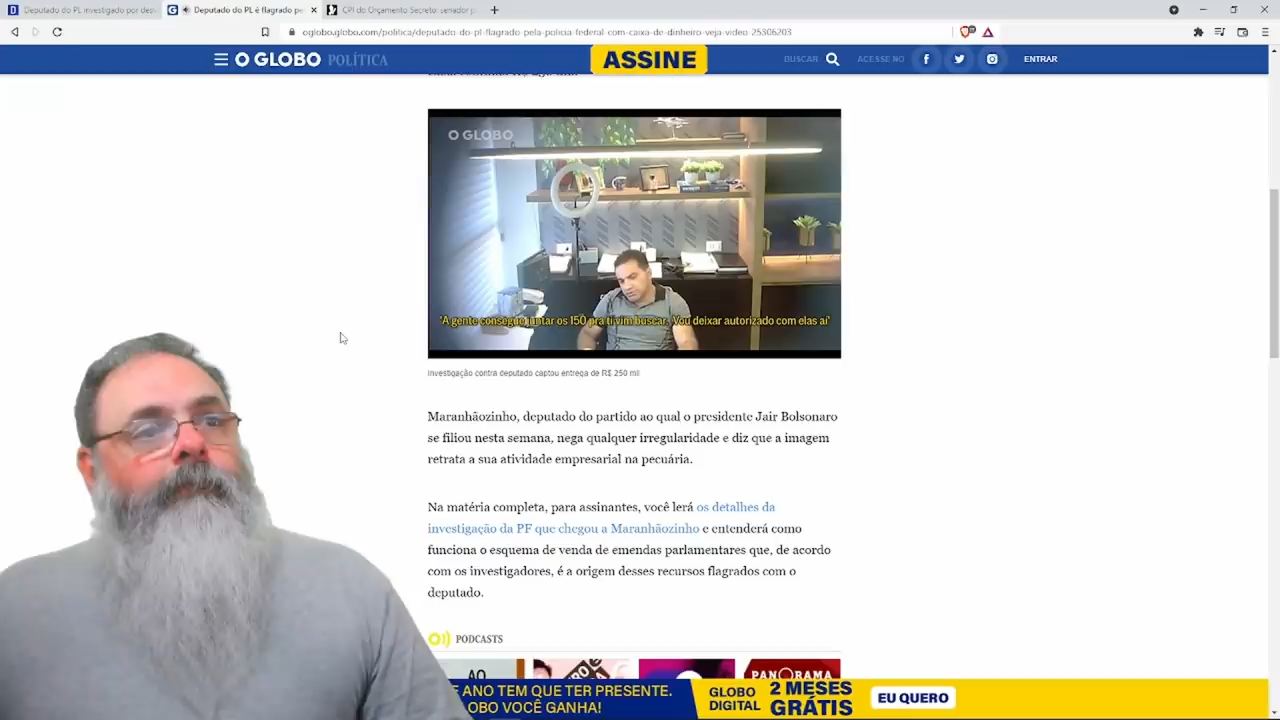 Deputado do PL investigado por des
Deputado do PL é flagrado pe
CPI do Orçamento Secreto: senador p
oglobo.globo.com/politica/deputado-do-pl-flagrado-pela-policia-federal-com-caixa-de-dinheiro-veja-video-25306203
O GLOBO POLÍTICA
ASSINE
BUSCAR
ACESSE NO
ENTRAR
O GLOBO
'A gente consegue juntar os 150 pra ti vim buscar. Vou deixar autorizado com elas aí'
Investigação contra deputado captou entrega de R$ 250 mil
Maranhãozinho, deputado do partido ao qual o presidente Jair Bolsonaro
se filiou nesta semana, nega qualquer irregularidade e diz que a imagem
retrata a sua atividade empresarial na pecuária.
Na matéria completa, para assinantes, você lerá os detalhes da
investigação da PF que chegou a Maranhãozinho e entenderá como
funciona o esquema de venda de emendas parlamentares que, de acordo
com os investigadores, é a origem desses recursos flagrados com o
deputado.
PODCASTS
AO
PANORAMA
E ANO TEM QUE TER PRESENTE.
OBO VOCÊ GANHA!
GLOBO
DIGITAL
2 MESES
GRÁTIS
EU QUERO